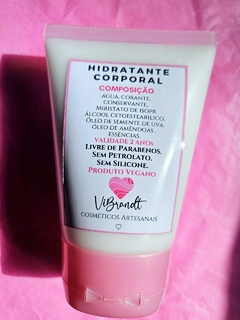 HIDRATANTE
CORPORAL
COMPOSIÇÃO
ÁGUA, CORANTE,
CONSERVANTE,
MIRISTATO DE ISOPR
ÁLCOOL CETOESTEARILICO,
ÓLEO DE SEMENTE DE UVA,
ÓLEO DE AMÊNDOAS,
ESSÊNCIAS.
VALIDADE 2 ANOS
LIVRE DE PARABENOS,
SEM PETROLATO,
SEM SILICONE.
PRODUTO VEGANO
ViBrandt
COSMÉTICOS ARTESANAIS